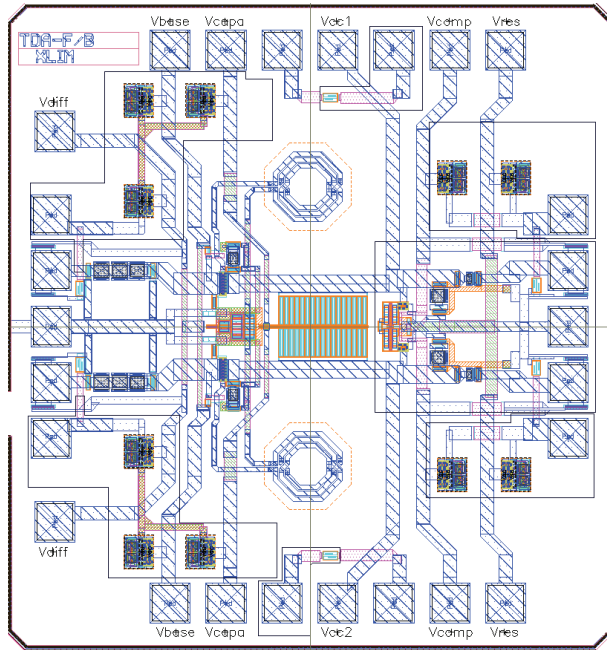 Vbase Vcapa Vcc1 Vcomp Vres
TDA-F/B
XLIM
Vdiff
Vdiff
Vbase Vcapa Vcc2 Vcomp Vres